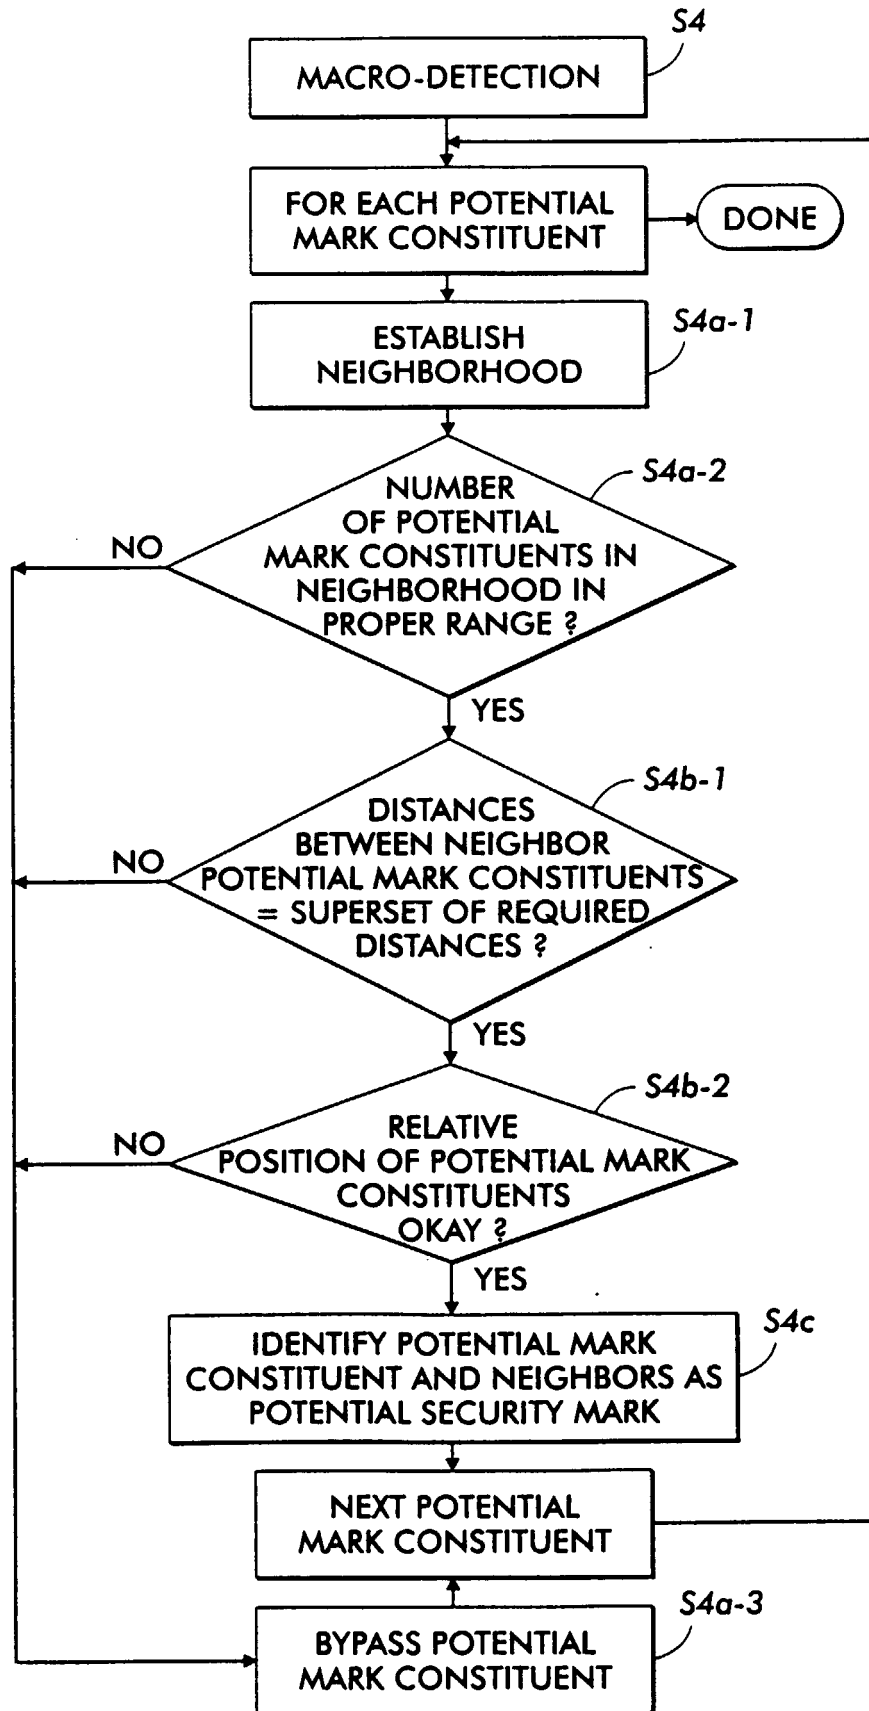 S4
MACRO-DETECTION
FOR EACH POTENTIAL
MARK CONSTITUENT
DONE
S4a-1
ESTABLISH
NEIGHBORHOOD
S4a-2
NUMBER
OF POTENTIAL
MARK CONSTITUENTS IN
NEIGHBORHOOD IN
PROPER RANGE ?
NO
YES
S4b-1
DISTANCES
BETWEEN NEIGHBOR
POTENTIAL MARK CONSTITUENTS
= SUPERSET OF REQUIRED
DISTANCES ?
NO
YES
S4b-2
RELATIVE
POSITION OF POTENTIAL MARK
CONSTITUENTS
OKAY ?
NO
YES
S4c
IDENTIFY POTENTIAL MARK
CONSTITUENT AND NEIGHBORS AS
POTENTIAL SECURITY MARK
NEXT POTENTIAL
MARK CONSTITUENT
S4a-3
BYPASS POTENTIAL
MARK CONSTITUENT